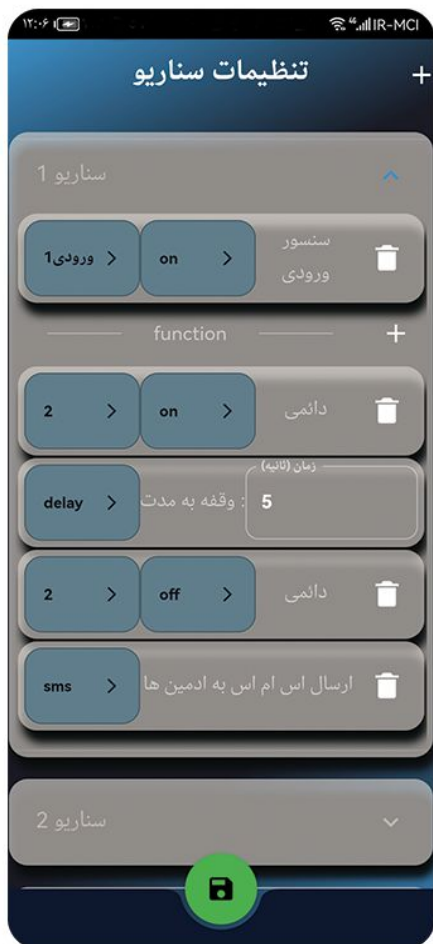 ۱۲:۰۶ IR-MCI
تنظیمات سناریو
سناریو 1
سنسور
ورودی
on
ورودی1
function
دائمی
on
2
زمان (ثانیه)
5
وقفه به مدت :
delay
دائمی
off
2
ارسال اس ام اس به ادمین ها
sms
سناریو 2